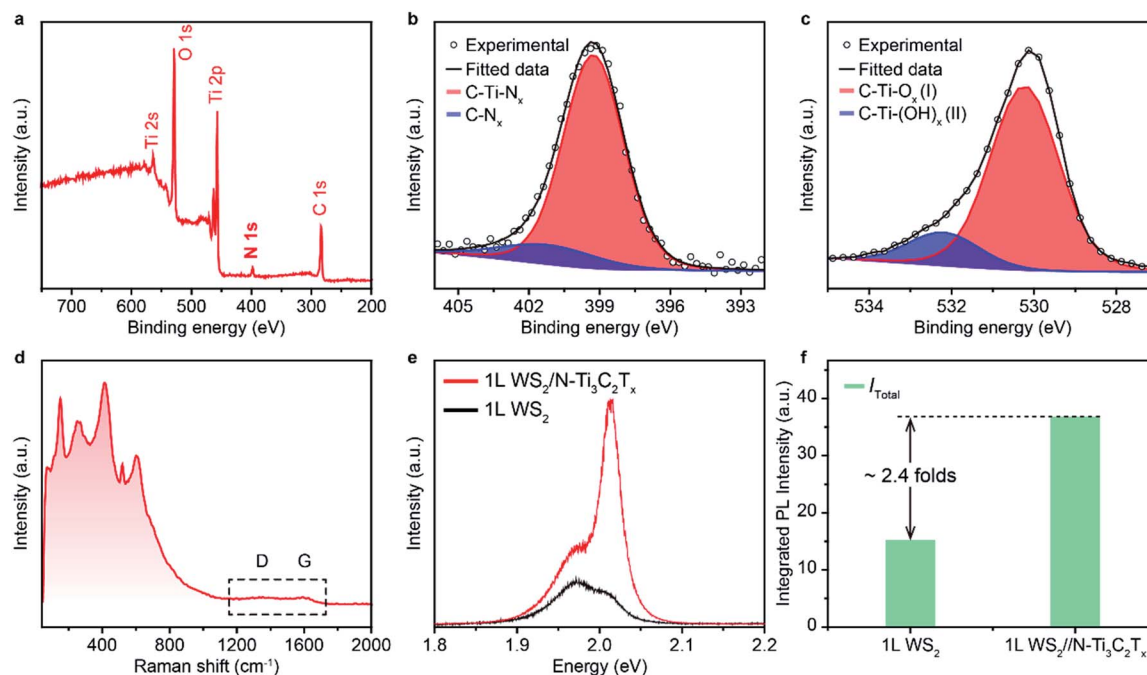 a
Intensity (a.u.)
Ti 2s
O 1s
Ti 2p
N 1s
C 1s
700 600 500 400 300 200
Binding energy (eV)
b
Intensity (a.u.)
Experimental
Fitted data
C-Ti-Nₓ
C-Nₓ
405 402 399 396 393
Binding energy (eV)
c
Intensity (a.u.)
Experimental
Fitted data
C-Ti-Oₓ (I)
C-Ti-(OH)ₓ (II)
534 532 530 528
Binding energy (eV)
d
Intensity (a.u.)
D G
400 800 1200 1600 2000
Raman shift (cm⁻¹)
e
Intensity (a.u.)
1L WS₂/N-Ti₃C₂Tₓ
1L WS₂
1.8 1.9 2.0 2.1 2.2
Energy (eV)
f
Integrated PL Intensity (a.u.)
I_Total
~ 2.4 folds
40
30
20
10
0
1L WS₂ 1L WS₂//N-Ti₃C₂Tₓ